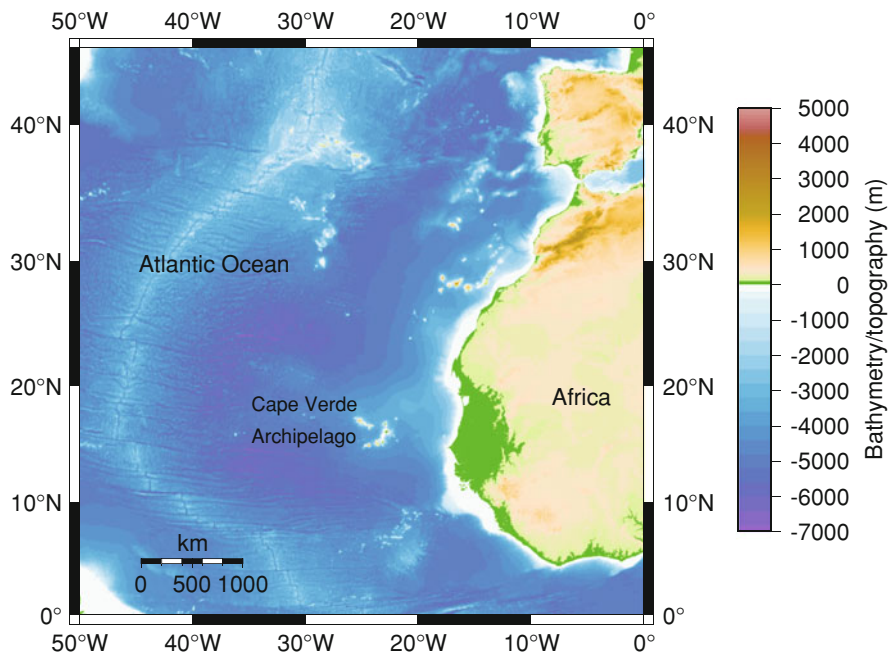 50°W 40°W 30°W 20°W 10°W 0°
40°N 40°N
30°N 30°N
20°N 20°N
10°N 10°N
0° 0°
Atlantic Ocean
Cape Verde
Archipelago
Africa
km
0 500 1000
50°W 40°W 30°W 20°W 10°W 0°
5000
4000
3000
2000
1000
0
-1000
-2000
-3000
-4000
-5000
-6000
-7000
Bathymetry/topography (m)